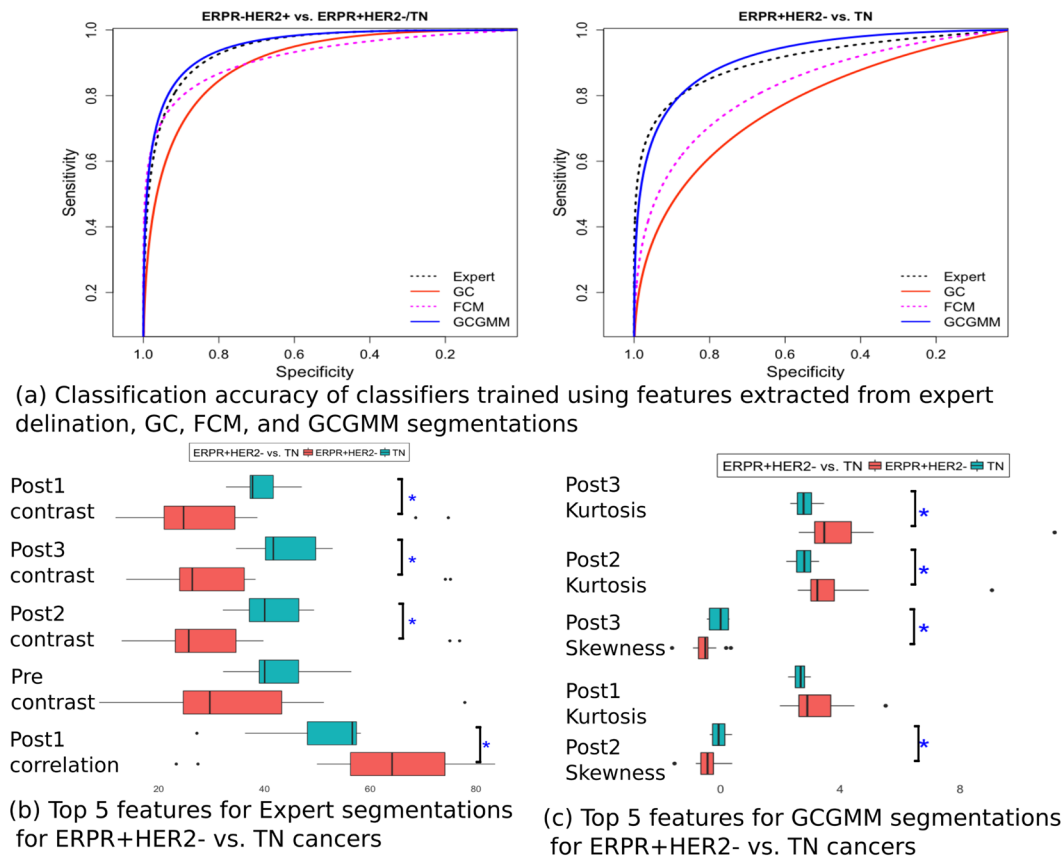 ERPR-HER2+ vs. ERPR+HER2-/TN
Sensitivity
1.0
0.8
0.6
0.4
0.2
Expert
GC
FCM
GCGMM
1.0 0.8 0.6 0.4 0.2
Specificity
ERPR+HER2- vs. TN
Sensitivity
1.0
0.8
0.6
0.4
0.2
Expert
GC
FCM
GCGMM
1.0 0.8 0.6 0.4 0.2
Specificity
(a) Classification accuracy of classifiers trained using features extracted from expert
delination, GC, FCM, and GCGMM segmentations
ERPR+HER2- vs. TN ERPR+HER2- TN
Post1
contrast
*
Post3
contrast
*
Post2
contrast
*
Pre
contrast
Post1
correlation
*
20 40 60 80
(b) Top 5 features for Expert segmentations
for ERPR+HER2- vs. TN cancers
ERPR+HER2- vs. TN ERPR+HER2- TN
Post3
Kurtosis
*
Post2
Kurtosis
*
Post3
Skewness
*
Post1
Kurtosis
Post2
Skewness
*
0 4 8
(c) Top 5 features for GCGMM segmentations
for ERPR+HER2- vs. TN cancers